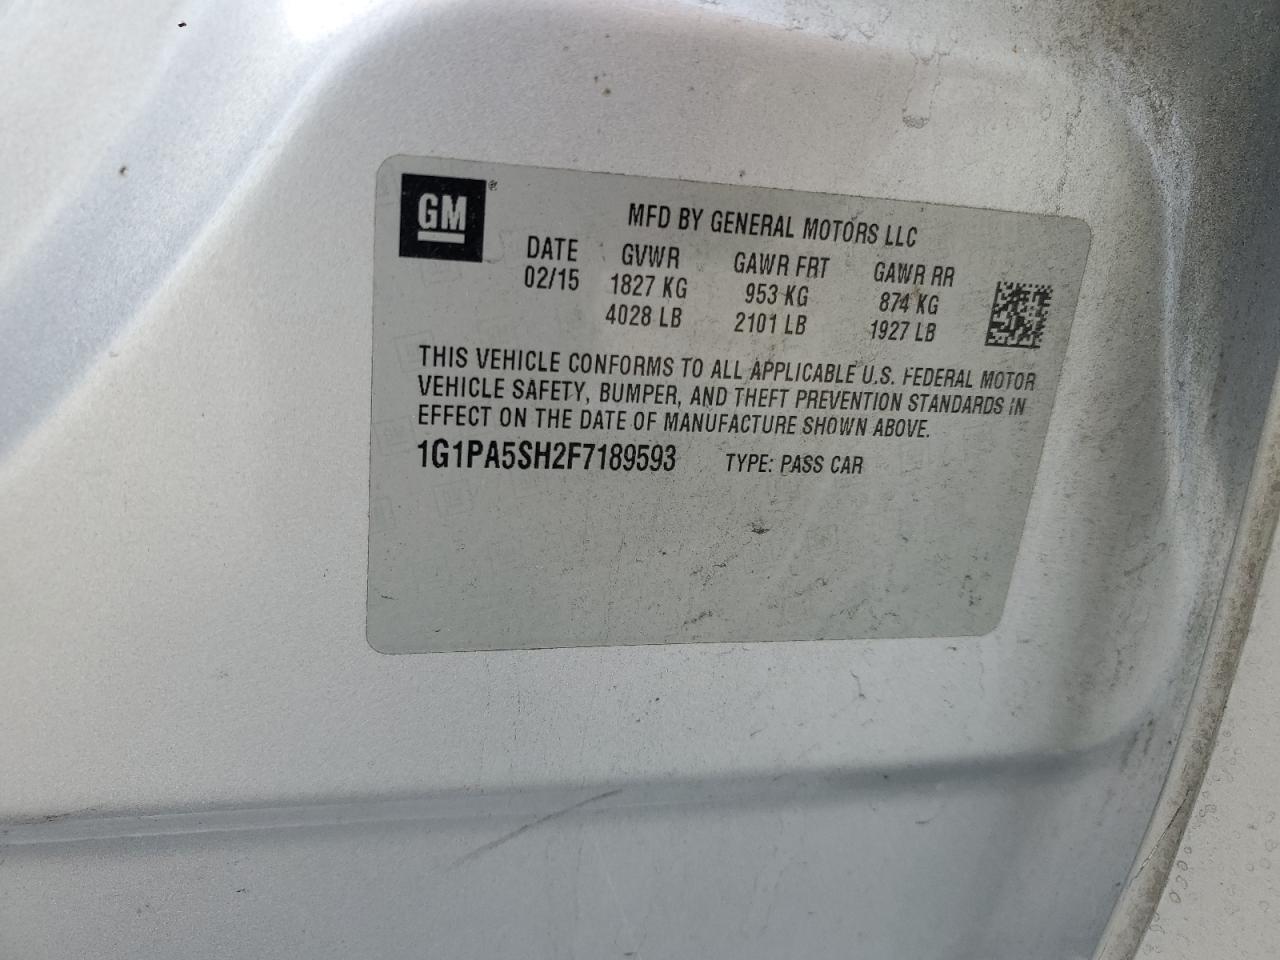 GM®
MFD BY GENERAL MOTORS LLC
DATE GVWR GAWR FRT GAWR RR
02/15 1827 KG 953 KG 874 KG
4028 LB 2101 LB 1927 LB
THIS VEHICLE CONFORMS TO ALL APPLICABLE U.S. FEDERAL MOTOR
VEHICLE SAFETY, BUMPER, AND THEFT PREVENTION STANDARDS IN
EFFECT ON THE DATE OF MANUFACTURE SHOWN ABOVE.
1G1PA5SH2F7189593 TYPE: PASS CAR